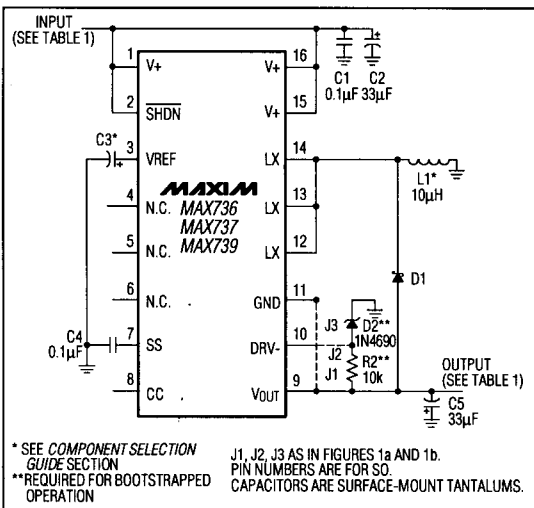 INPUT
(SEE TABLE 1)
1
V+
2
SHDN
C3*
+
3
VREF
4
N.C.
5
N.C.
6
N.C.
C4
0.1µF
7
SS
8
CC
MAXIM
MAX736
MAX737
MAX739
16
V+
15
V+
14
LX
13
LX
12
LX
11
GND
10
DRV-
9
VOUT
C1
0.1µF
+
C2
33µF
L1*
10µH
D1
J3
D2**
1N4690
J2
R2**
10k
J1
OUTPUT
(SEE TABLE 1)
+
C5
33µF
* SEE COMPONENT SELECTION
GUIDE SECTION
**REQUIRED FOR BOOTSTRAPPED
OPERATION
J1, J2, J3 AS IN FIGURES 1a AND 1b.
PIN NUMBERS ARE FOR SO.
CAPACITORS ARE SURFACE-MOUNT TANTALUMS.